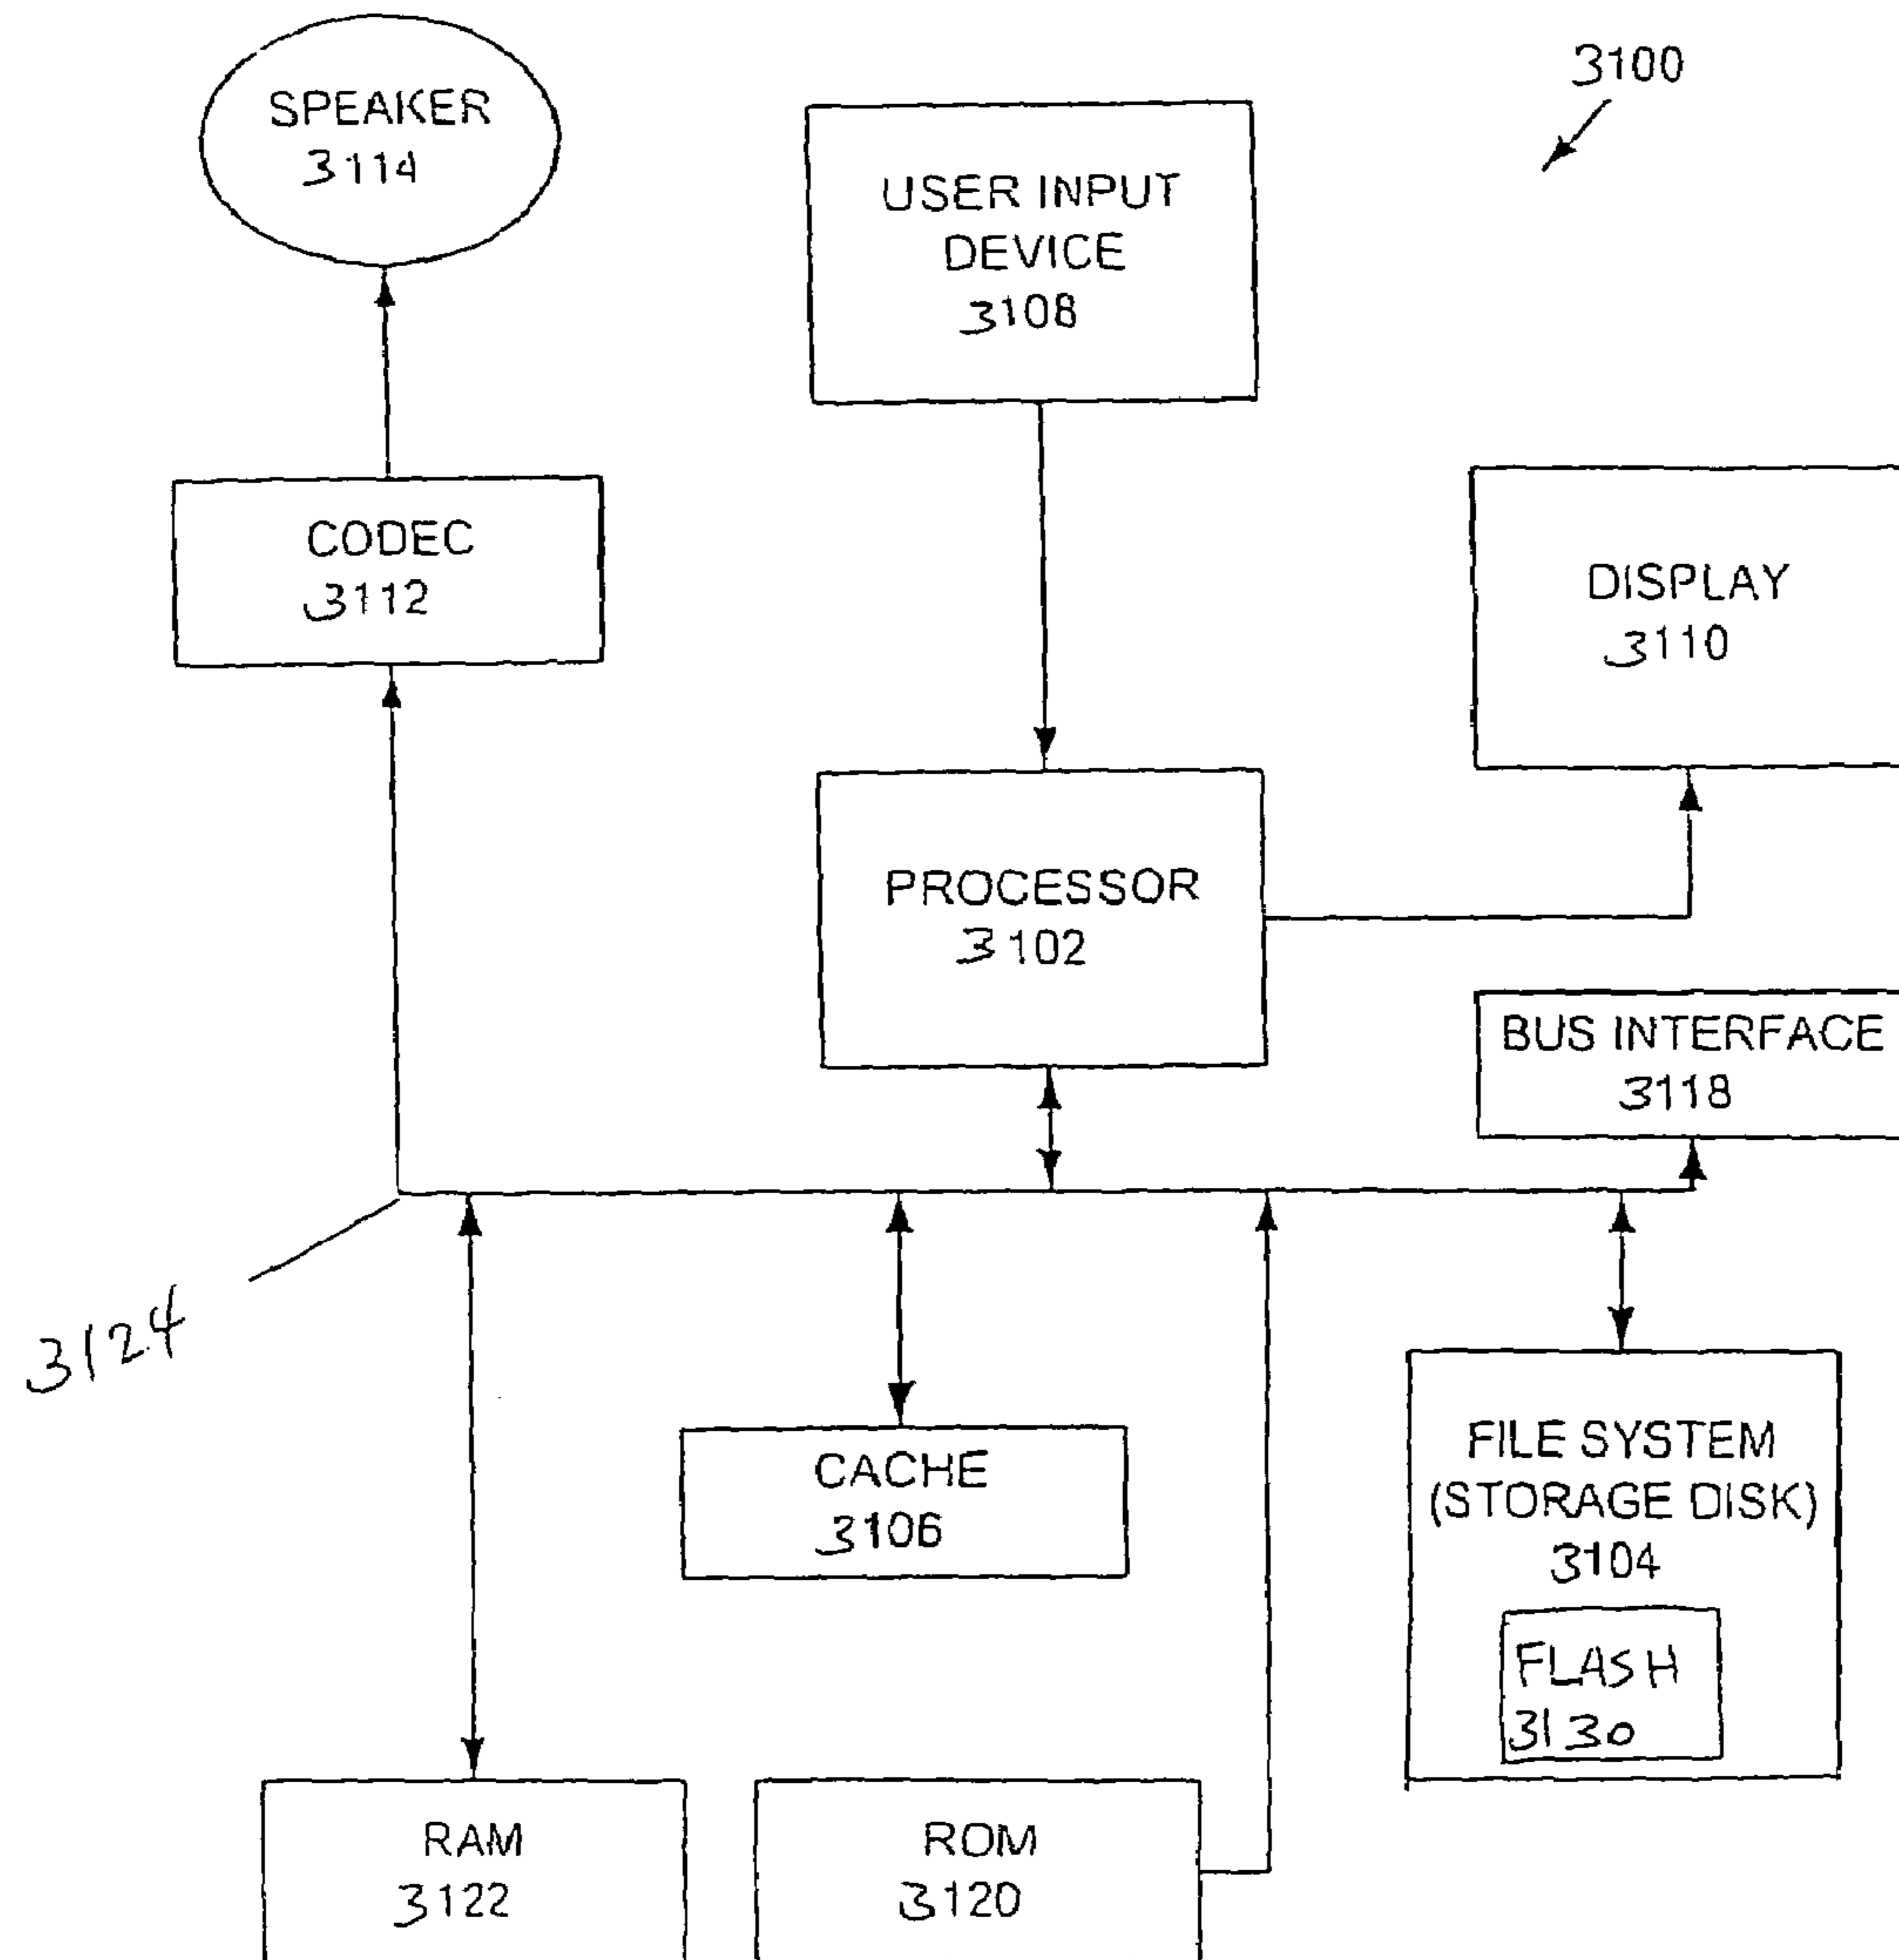 3100
SPEAKER
3114
USER INPUT
DEVICE
3108
CODEC
3112
DISPLAY
3110
PROCESSOR
3102
BUS INTERFACE
3118
3124
CACHE
3106
FILE SYSTEM
(STORAGE DISK)
3104
FLASH
3130
RAM
3122
ROM
3120